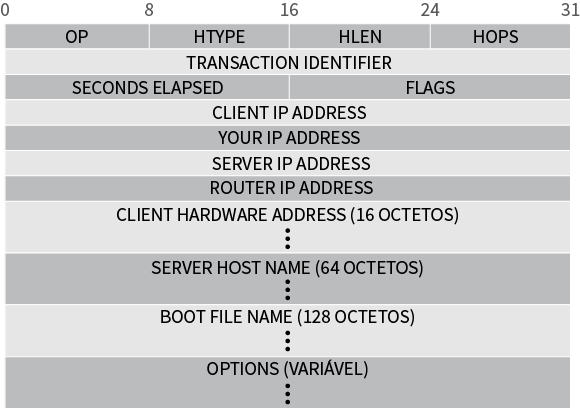 0 8 16 24 31
OP HTYPE HLEN HOPS
TRANSACTION IDENTIFIER
SECONDS ELAPSED FLAGS
CLIENT IP ADDRESS
YOUR IP ADDRESS
SERVER IP ADDRESS
ROUTER IP ADDRESS
CLIENT HARDWARE ADDRESS (16 OCTETOS)
SERVER HOST NAME (64 OCTETOS)
BOOT FILE NAME (128 OCTETOS)
OPTIONS (VARIÁVEL)